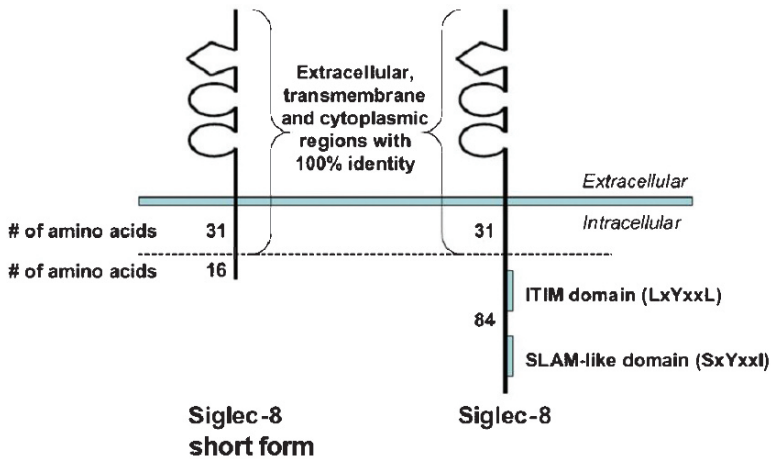 Extracellular,
transmembrane
and cytoplasmic
regions with
100% identity
Extracellular
Intracellular
# of amino acids 31 31
# of amino acids 16
ITIM domain (LxYxxL)
84
SLAM-like domain (SxYxxI)
Siglec-8 Siglec-8
short form